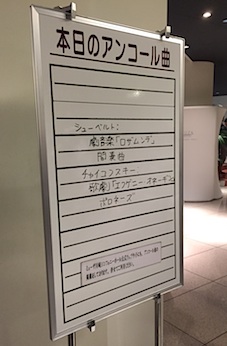 本日のアンコール曲
シューベルト:
劇音楽「ロザムンデ」
間奏曲
チャイコフスキー
歌劇「エフゲニー・オネーギン」
ポロネーズ